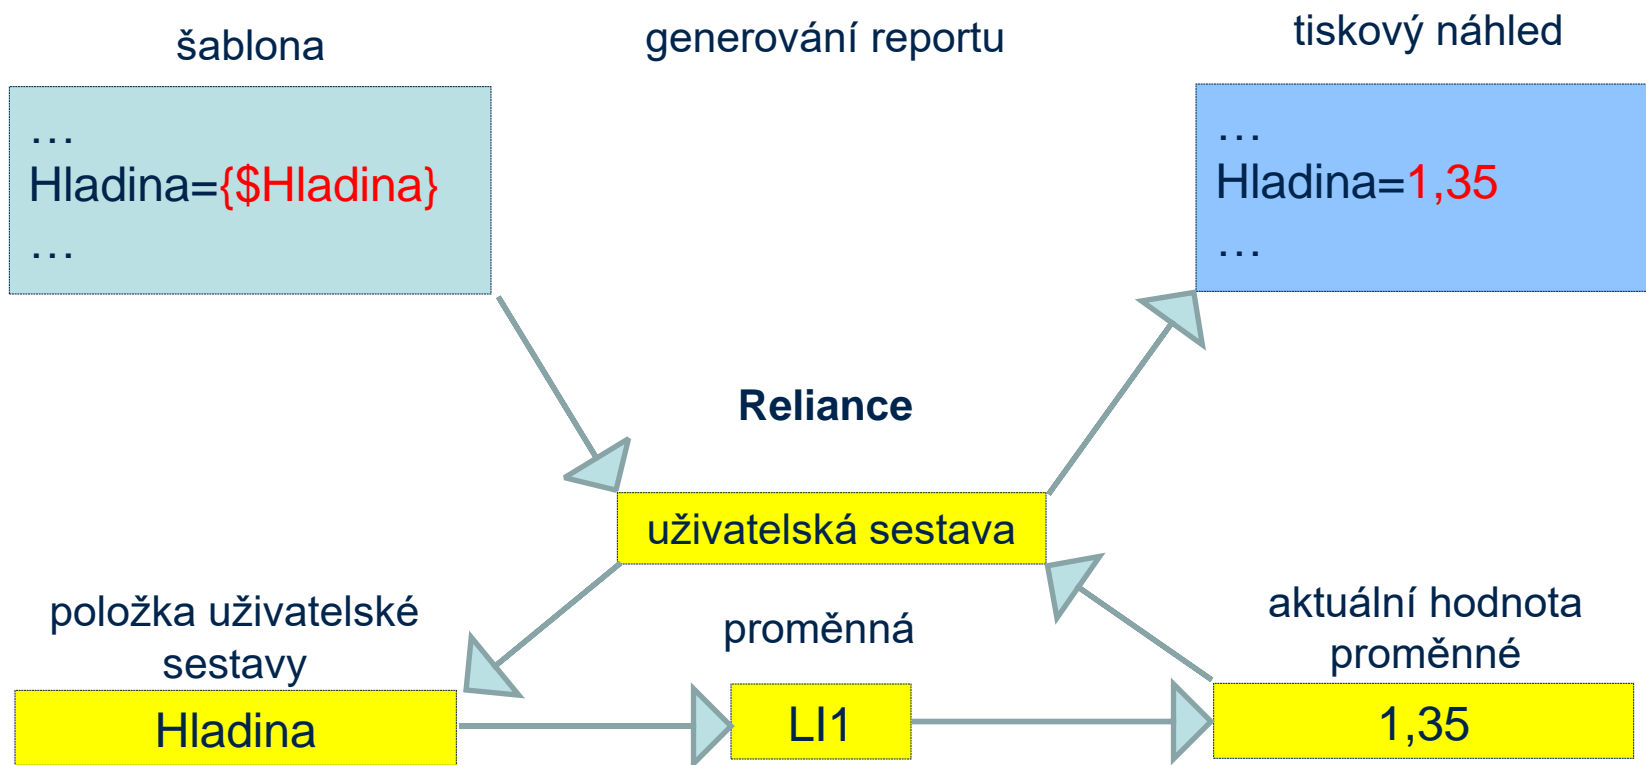 šablona
generování reportu
tiskový náhled
…
Hladina={$Hladina}
…
…
Hladina=1,35
…
Reliance
uživatelská sestava
položka uživatelské
sestavy
proměnná
aktuální hodnota
proměnné
Hladina
LI1
1,35